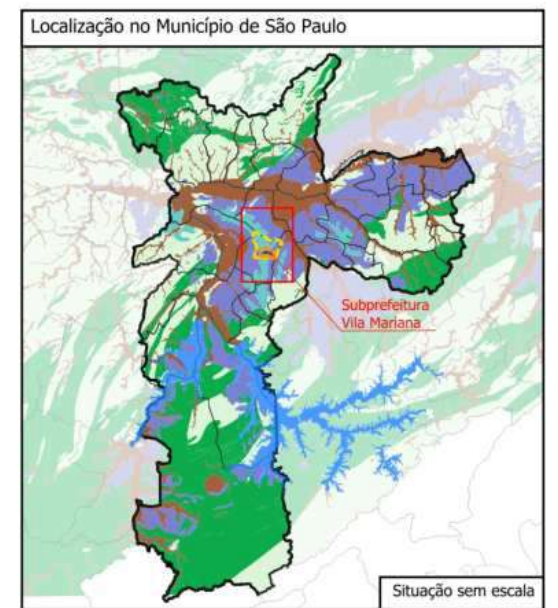 Localização no Município de São Paulo
Subprefeitura
Vila Mariana
Situação sem escala